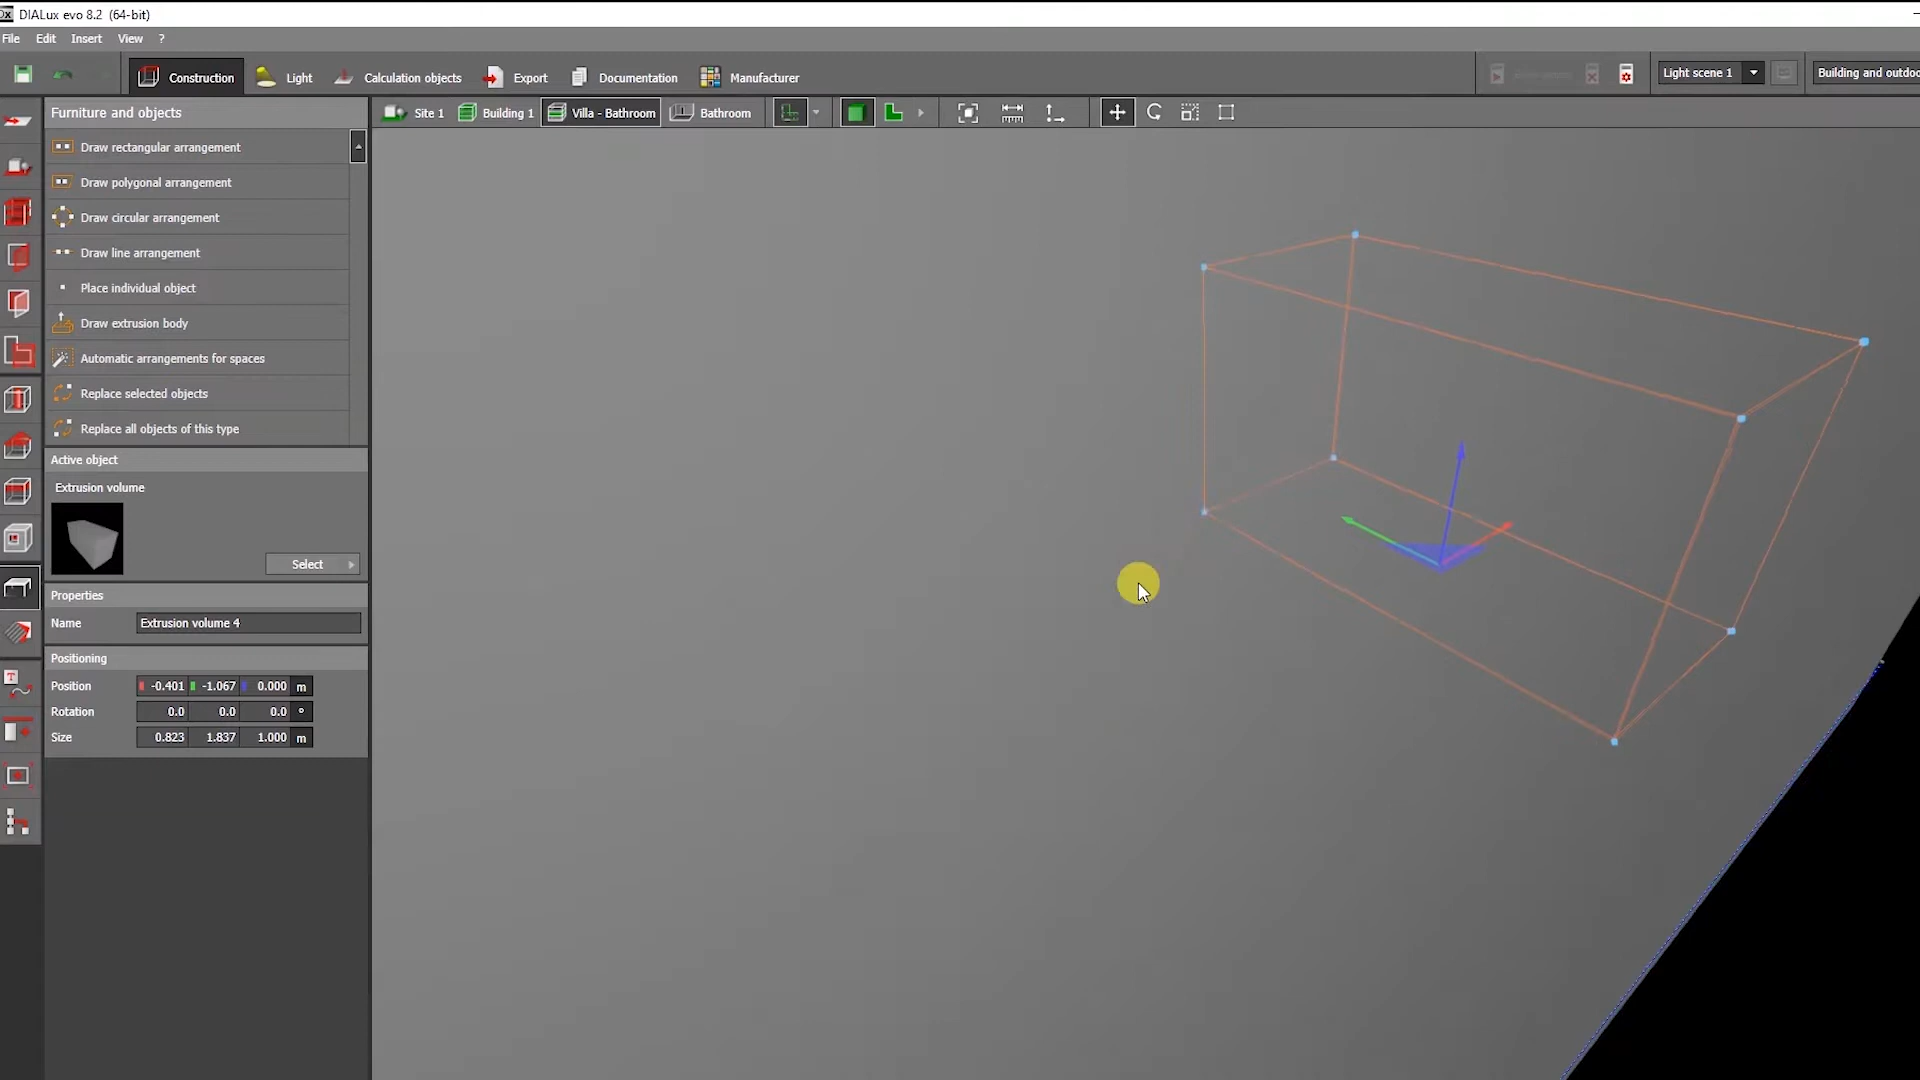 DIALux evo 8.2 (64-bit)
File Edit Insert View ?
Construction Light Calculation objects Export Documentation Manufacturer Light scene 1
Furniture and objects Site 1 Building 1 Villa - Bathroom Bathroom
Draw rectangular arrangement
Draw polygonal arrangement
Draw circular arrangement
Draw line arrangement
Place individual object
Draw extrusion body
Automatic arrangements for spaces
Replace selected objects
Replace all objects of this type
Active object
Extrusion volume
Select
Properties
Name Extrusion volume 4
Positioning
Position -0.401 -1.067 0.000 m
Rotation 0.0 0.0 0.0 °
Size 0.823 1.837 1.000 m